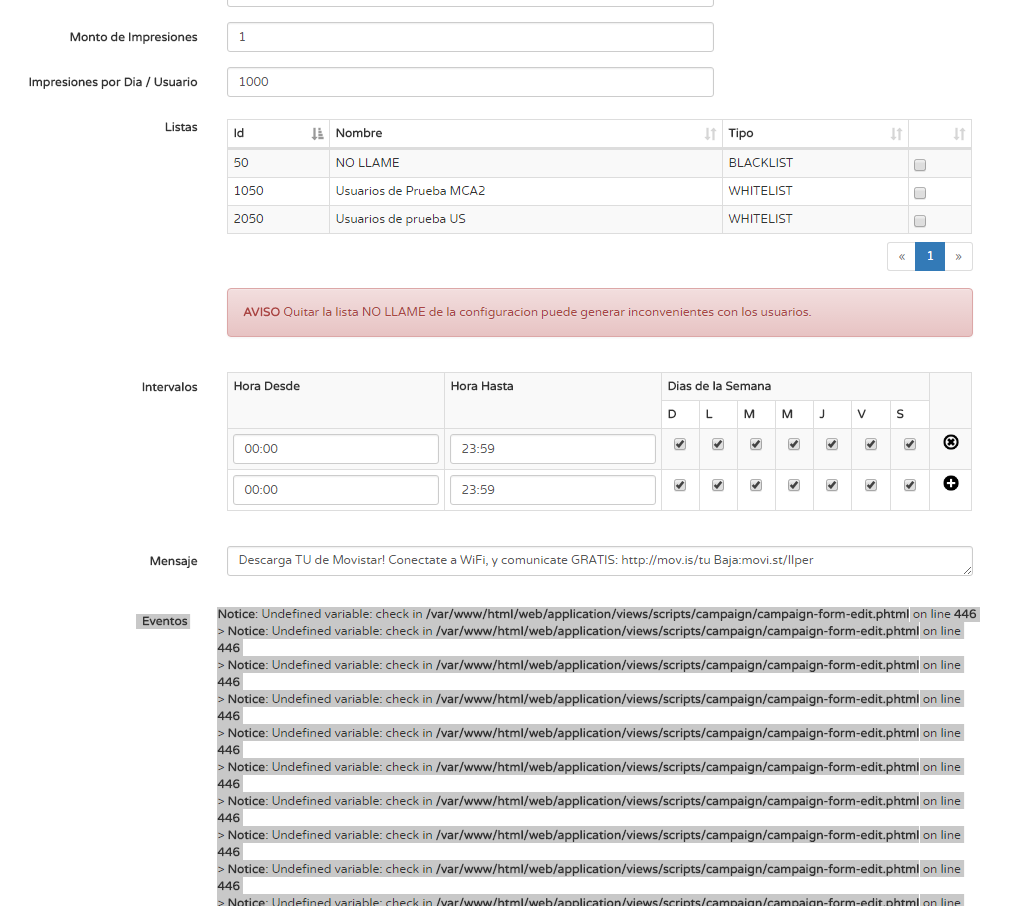 Monto de Impresiones 1
Impresiones por Dia / Usuario 1000
Listas
Id Nombre Tipo
50 NO LLAME BLACKLIST
1050 Usuarios de Prueba MCA2 WHITELIST
2050 Usuarios de prueba US WHITELIST
« 1 »
AVISO Quitar la lista NO LLAME de la configuracion puede generar inconvenientes con los usuarios.
Intervalos
Hora Desde Hora Hasta Dias de la Semana
D L M M J V S
00:00 23:59
00:00 23:59
Mensaje Descarga TU de Movistar! Conectate a WiFi, y comunicate GRATIS: http://mov.is/tu Baja:movi.st/llper
Eventos Notice: Undefined variable: check in /var/www/html/web/application/views/scripts/campaign/campaign-form-edit.phtml on line 446
> Notice: Undefined variable: check in /var/www/html/web/application/views/scripts/campaign/campaign-form-edit.phtml on line
446
> Notice: Undefined variable: check in /var/www/html/web/application/views/scripts/campaign/campaign-form-edit.phtml on line
446
> Notice: Undefined variable: check in /var/www/html/web/application/views/scripts/campaign/campaign-form-edit.phtml on line
446
> Notice: Undefined variable: check in /var/www/html/web/application/views/scripts/campaign/campaign-form-edit.phtml on line
446
> Notice: Undefined variable: check in /var/www/html/web/application/views/scripts/campaign/campaign-form-edit.phtml on line
446
> Notice: Undefined variable: check in /var/www/html/web/application/views/scripts/campaign/campaign-form-edit.phtml on line
446
> Notice: Undefined variable: check in /var/www/html/web/application/views/scripts/campaign/campaign-form-edit.phtml on line
446
> Notice: Undefined variable: check in /var/www/html/web/application/views/scripts/campaign/campaign-form-edit.phtml on line
446
> Notice: Undefined variable: check in /var/www/html/web/application/views/scripts/campaign/campaign-form-edit.phtml on line